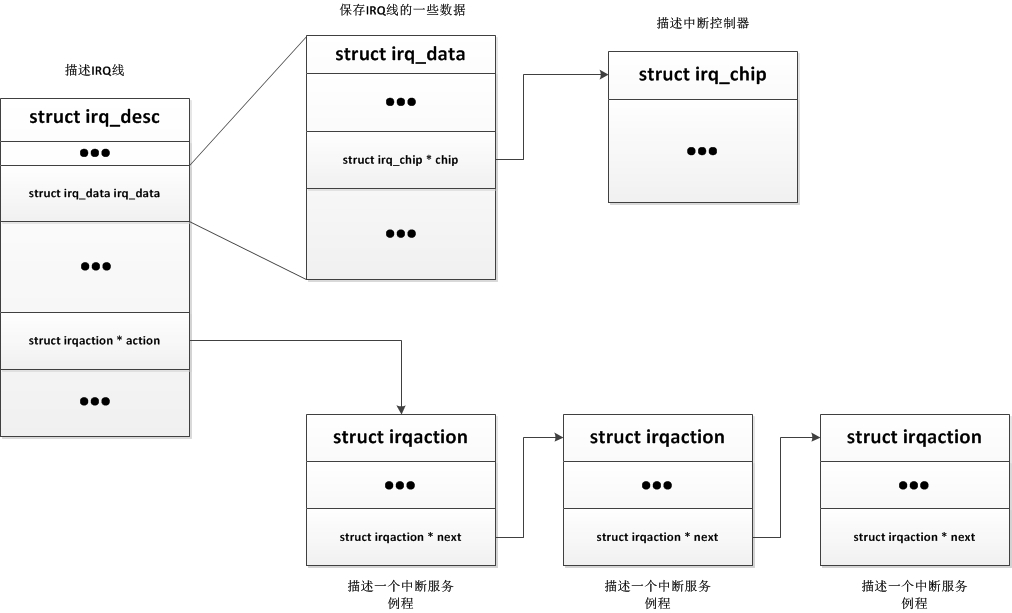 描述IRQ线
struct irq_desc
•••
struct irq_data irq_data
•••
struct irqaction * action
•••
保存IRQ线的一些数据
struct irq_data
•••
struct irq_chip * chip
•••
描述中断控制器
struct irq_chip
•••
struct irqaction
•••
struct irqaction * next
描述一个中断服务
例程
struct irqaction
•••
struct irqaction * next
描述一个中断服务
例程
struct irqaction
•••
struct irqaction * next
描述一个中断服务
例程